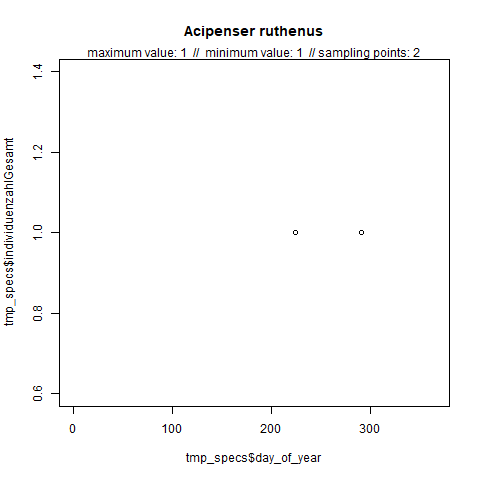 Acipenser ruthenus
maximum value: 1 // minimum value: 1 // sampling points: 2
tmp_specs$individuenzahlGesamt
1.4
1.2
1.0
0.8
0.6
0
100
200
300
tmp_specs$day_of_year